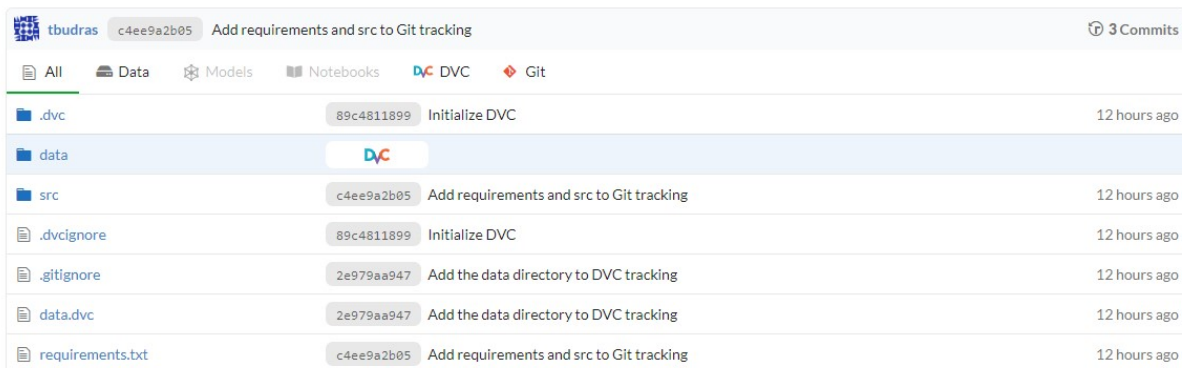 tbudras c4ee9a2b05 Add requirements and src to Git tracking 3 Commits
All Data Models Notebooks DVC DVC Git
.dvc 89c4811899 Initialize DVC 12 hours ago
data DVC
src c4ee9a2b05 Add requirements and src to Git tracking 12 hours ago
.dvcignore 89c4811899 Initialize DVC 12 hours ago
.gitignore 2e979aa947 Add the data directory to DVC tracking 12 hours ago
data.dvc 2e979aa947 Add the data directory to DVC tracking 12 hours ago
requirements.txt c4ee9a2b05 Add requirements and src to Git tracking 12 hours ago